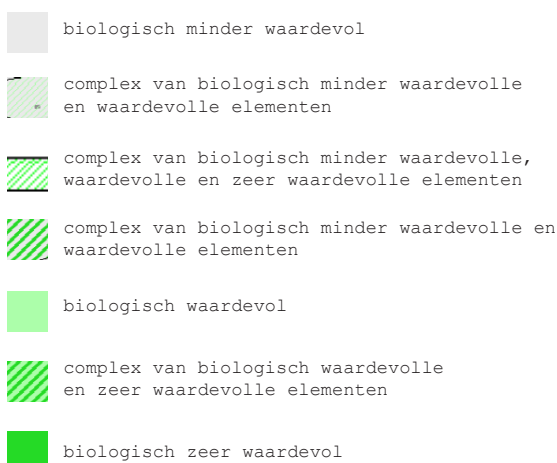 biologisch minder waardevol
complex van biologisch minder waardevolle
en waardevolle elementen
complex van biologisch minder waardevolle,
waardevolle en zeer waardevolle elementen
complex van biologisch minder waardevolle en
waardevolle elementen
biologisch waardevol
complex van biologisch waardevolle
en zeer waardevolle elementen
biologisch zeer waardevol